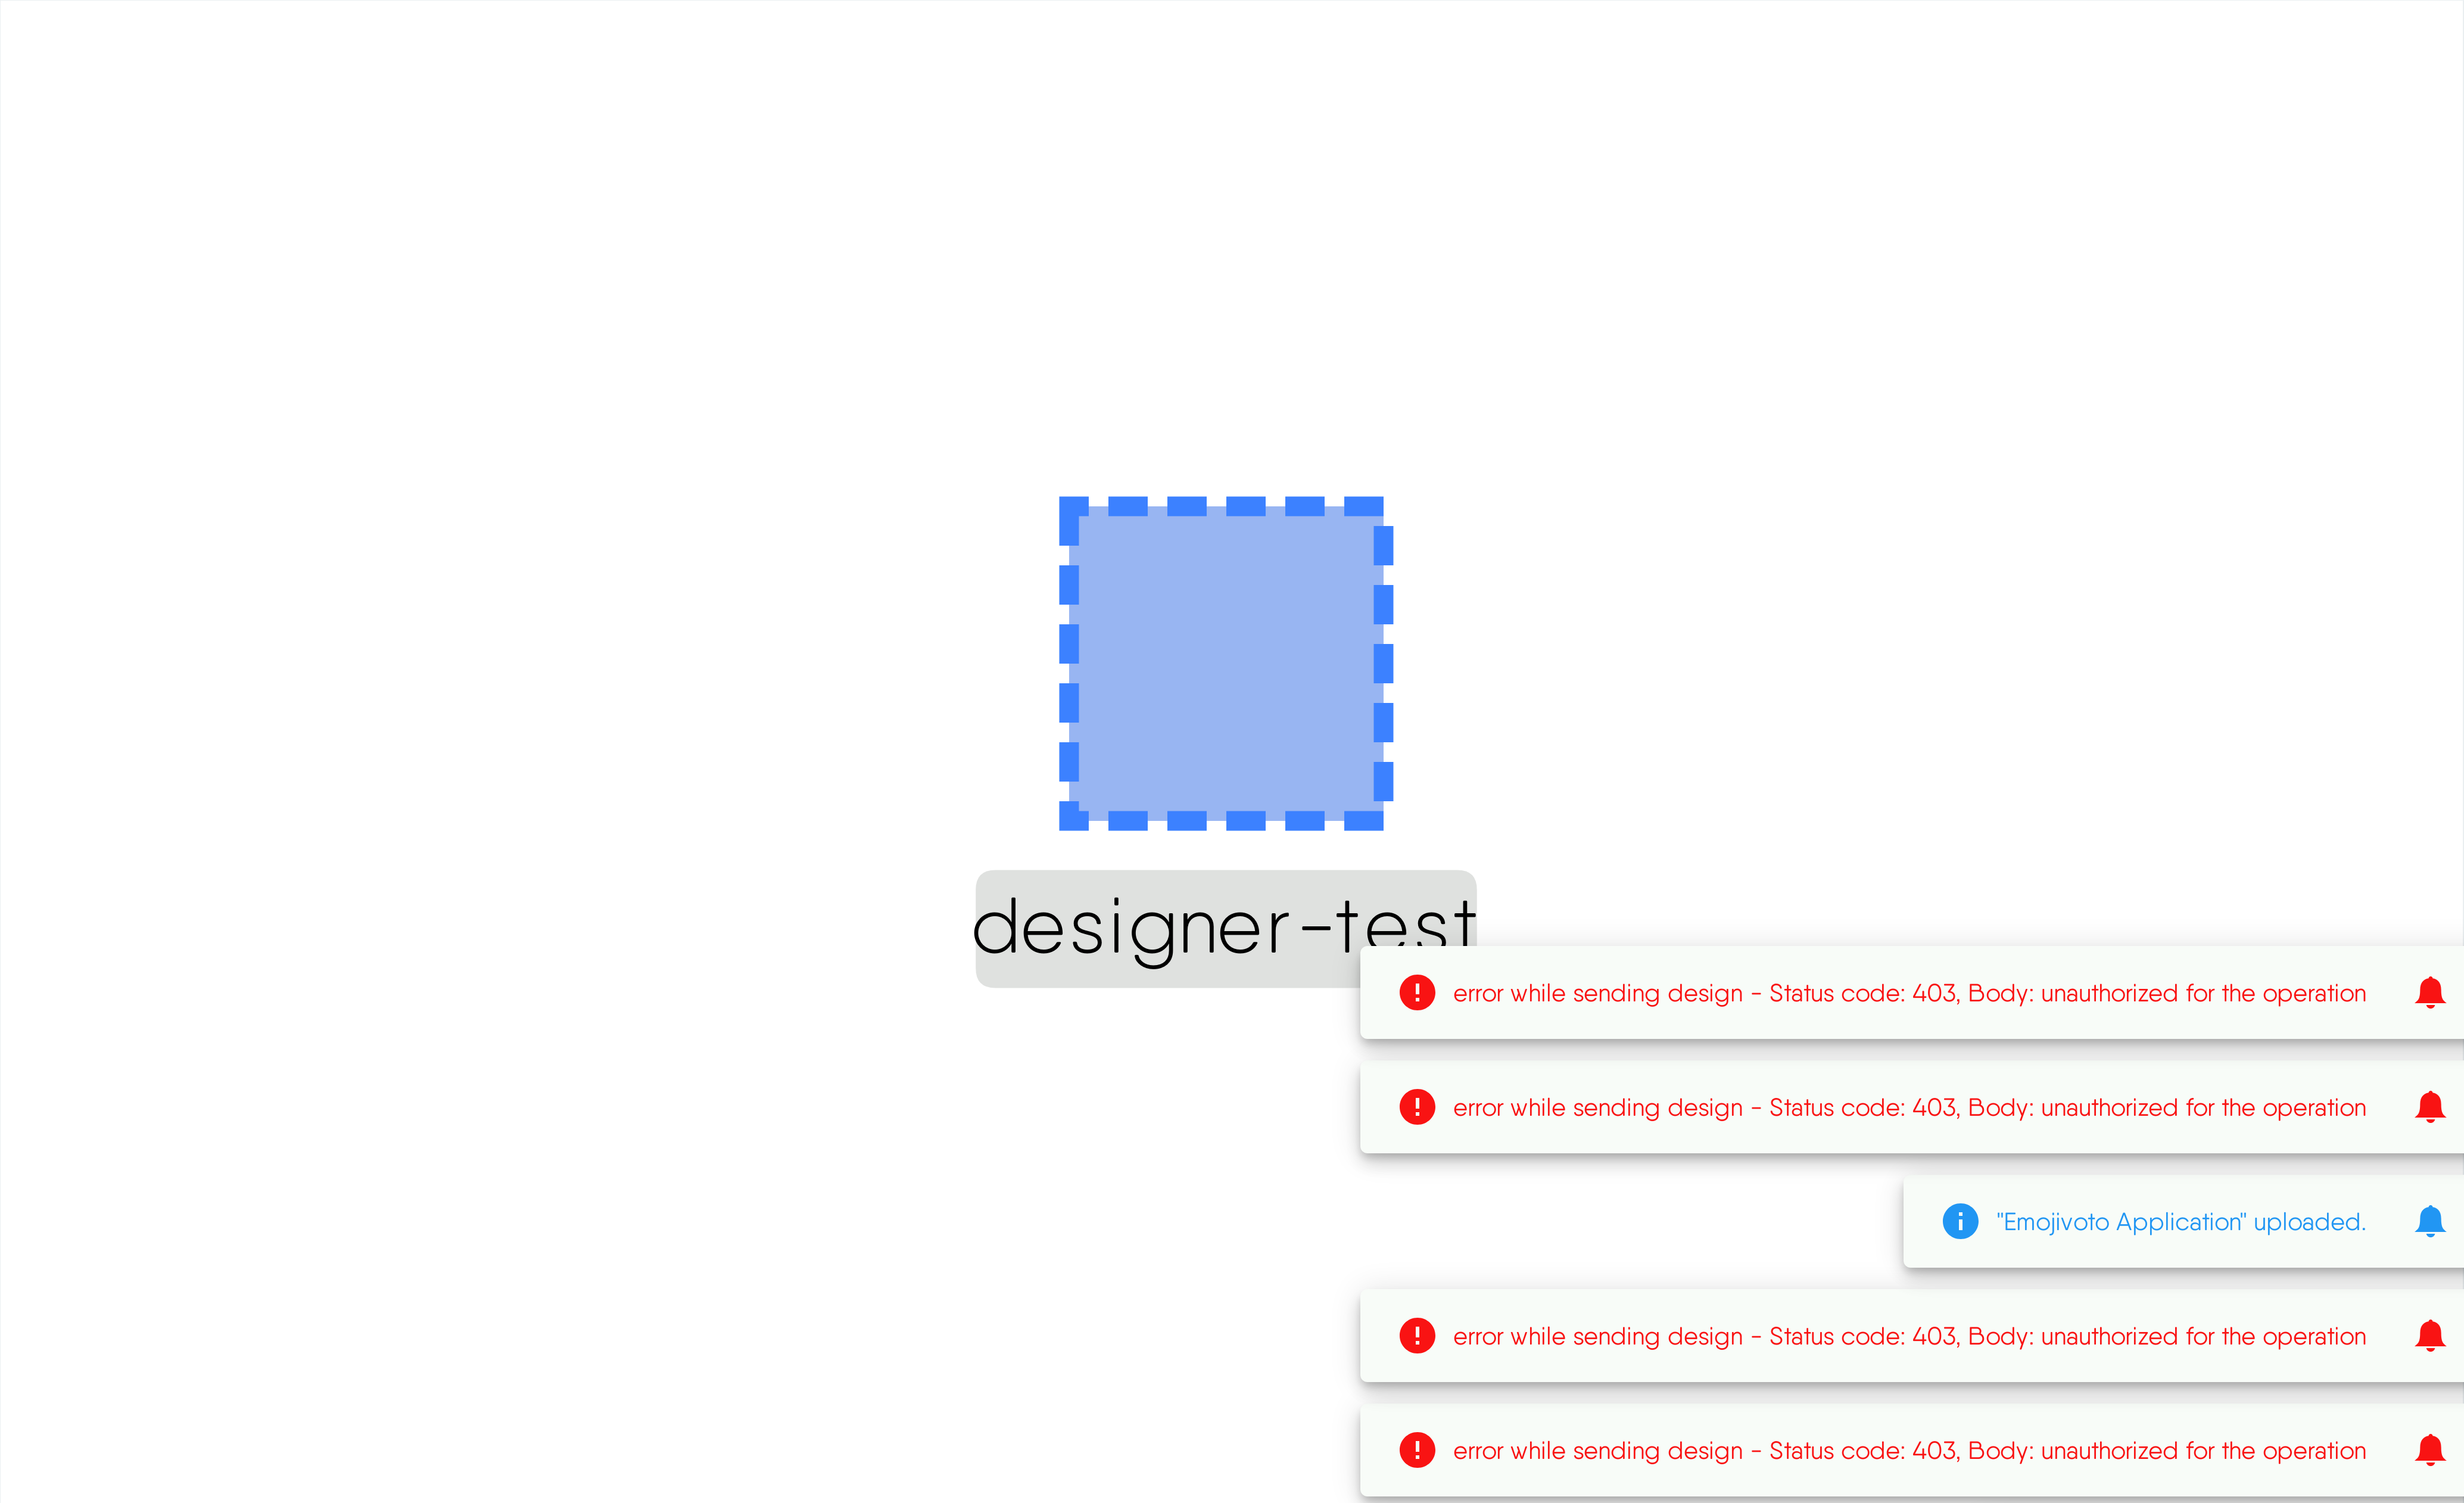 designer-test
error while sending design - Status code: 403, Body: unauthorized for the operation
error while sending design - Status code: 403, Body: unauthorized for the operation
"Emojivoto Application" uploaded.
error while sending design - Status code: 403, Body: unauthorized for the operation
error while sending design - Status code: 403, Body: unauthorized for the operation